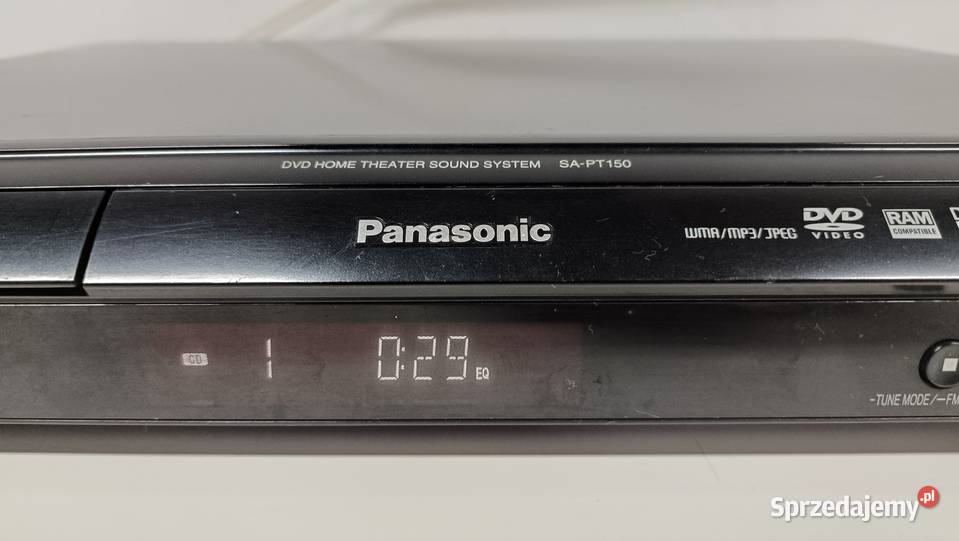 DVD HOME THEATER SOUND SYSTEM SA-PT150
Panasonic
WMA/MP3/JPEG
DVD
VIDEO
RAM
COMPATIBLE
CD 1 0:29 EQ
-TUNE MODE/—FM
Sprzedajemy.pl